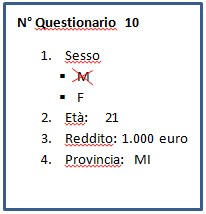 N° Questionario 10
1. Sesso
▪ M
▪ F
2. Età: 21
3. Reddito: 1.000 euro
4. Provincia: MI